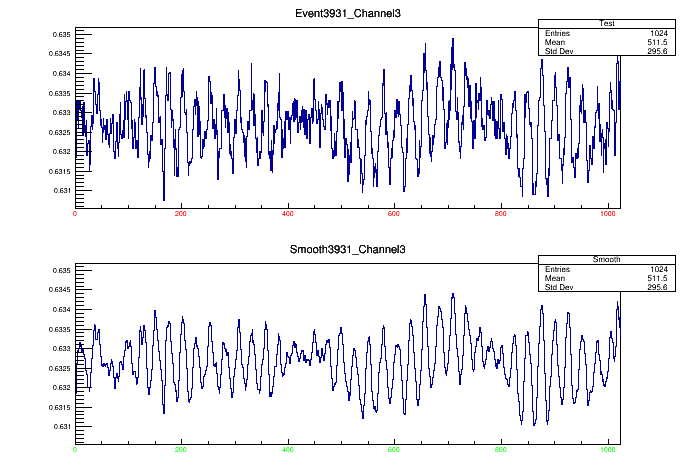 Event3931_Channel3
Test
Entries 1024
Mean 511.5
Std Dev 295.6
0.635
0.6345
0.634
0.6335
0.633
0.6325
0.632
0.6315
0.631
0 200 400 600 800 1000
Smooth3931_Channel3
Smooth
Entries 1024
Mean 511.5
Std Dev 295.6
0.635
0.6345
0.634
0.6335
0.633
0.6325
0.632
0.6315
0.631
0 200 400 600 800 1000